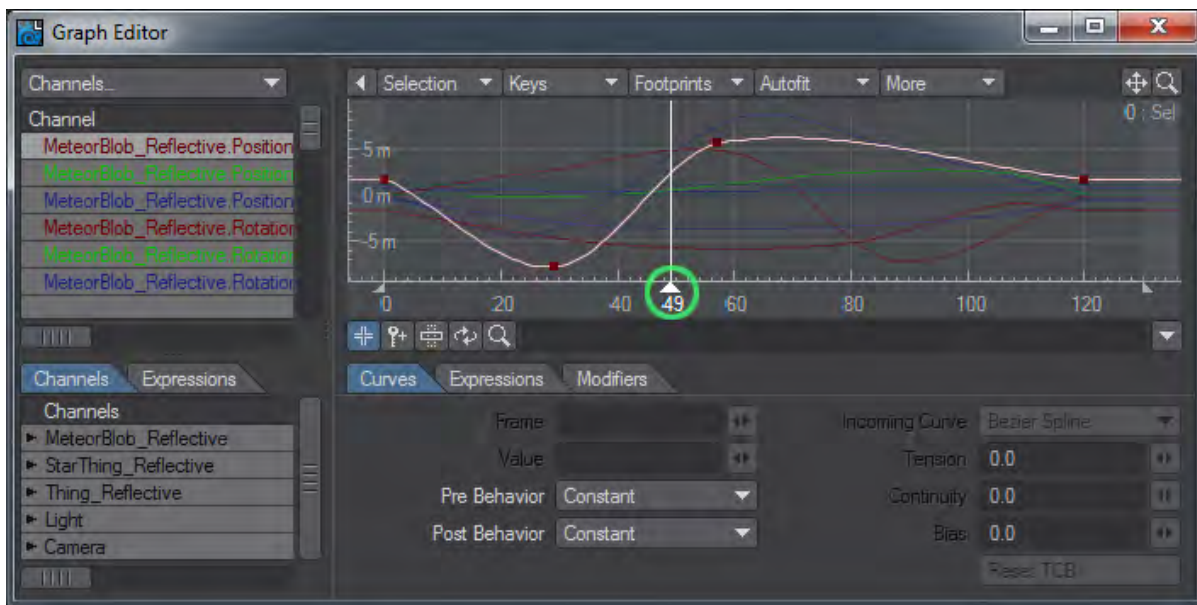 Graph Editor
Channels...
Selection Keys Footprints Autofit More
0 : Sel
Channel
MeteorBlob_Reflective.Position
MeteorBlob_Reflective.Position
MeteorBlob_Reflective.Position
MeteorBlob_Reflective.Rotation
MeteorBlob_Reflective.Rotation
MeteorBlob_Reflective.Rotation
5 m
0 m
-5 m
0 20 40 49 60 80 100 120
Channels Expressions
Curves Expressions Modifiers
Channels
MeteorBlob_Reflective
StarThing_Reflective
Thing_Reflective
Light
Camera
Frame
Value
Pre Behavior Constant
Post Behavior Constant
Incoming Curve Bezier Spline
Tension 0.0
Continuity 0.0
Bias 0.0
Reset TCB